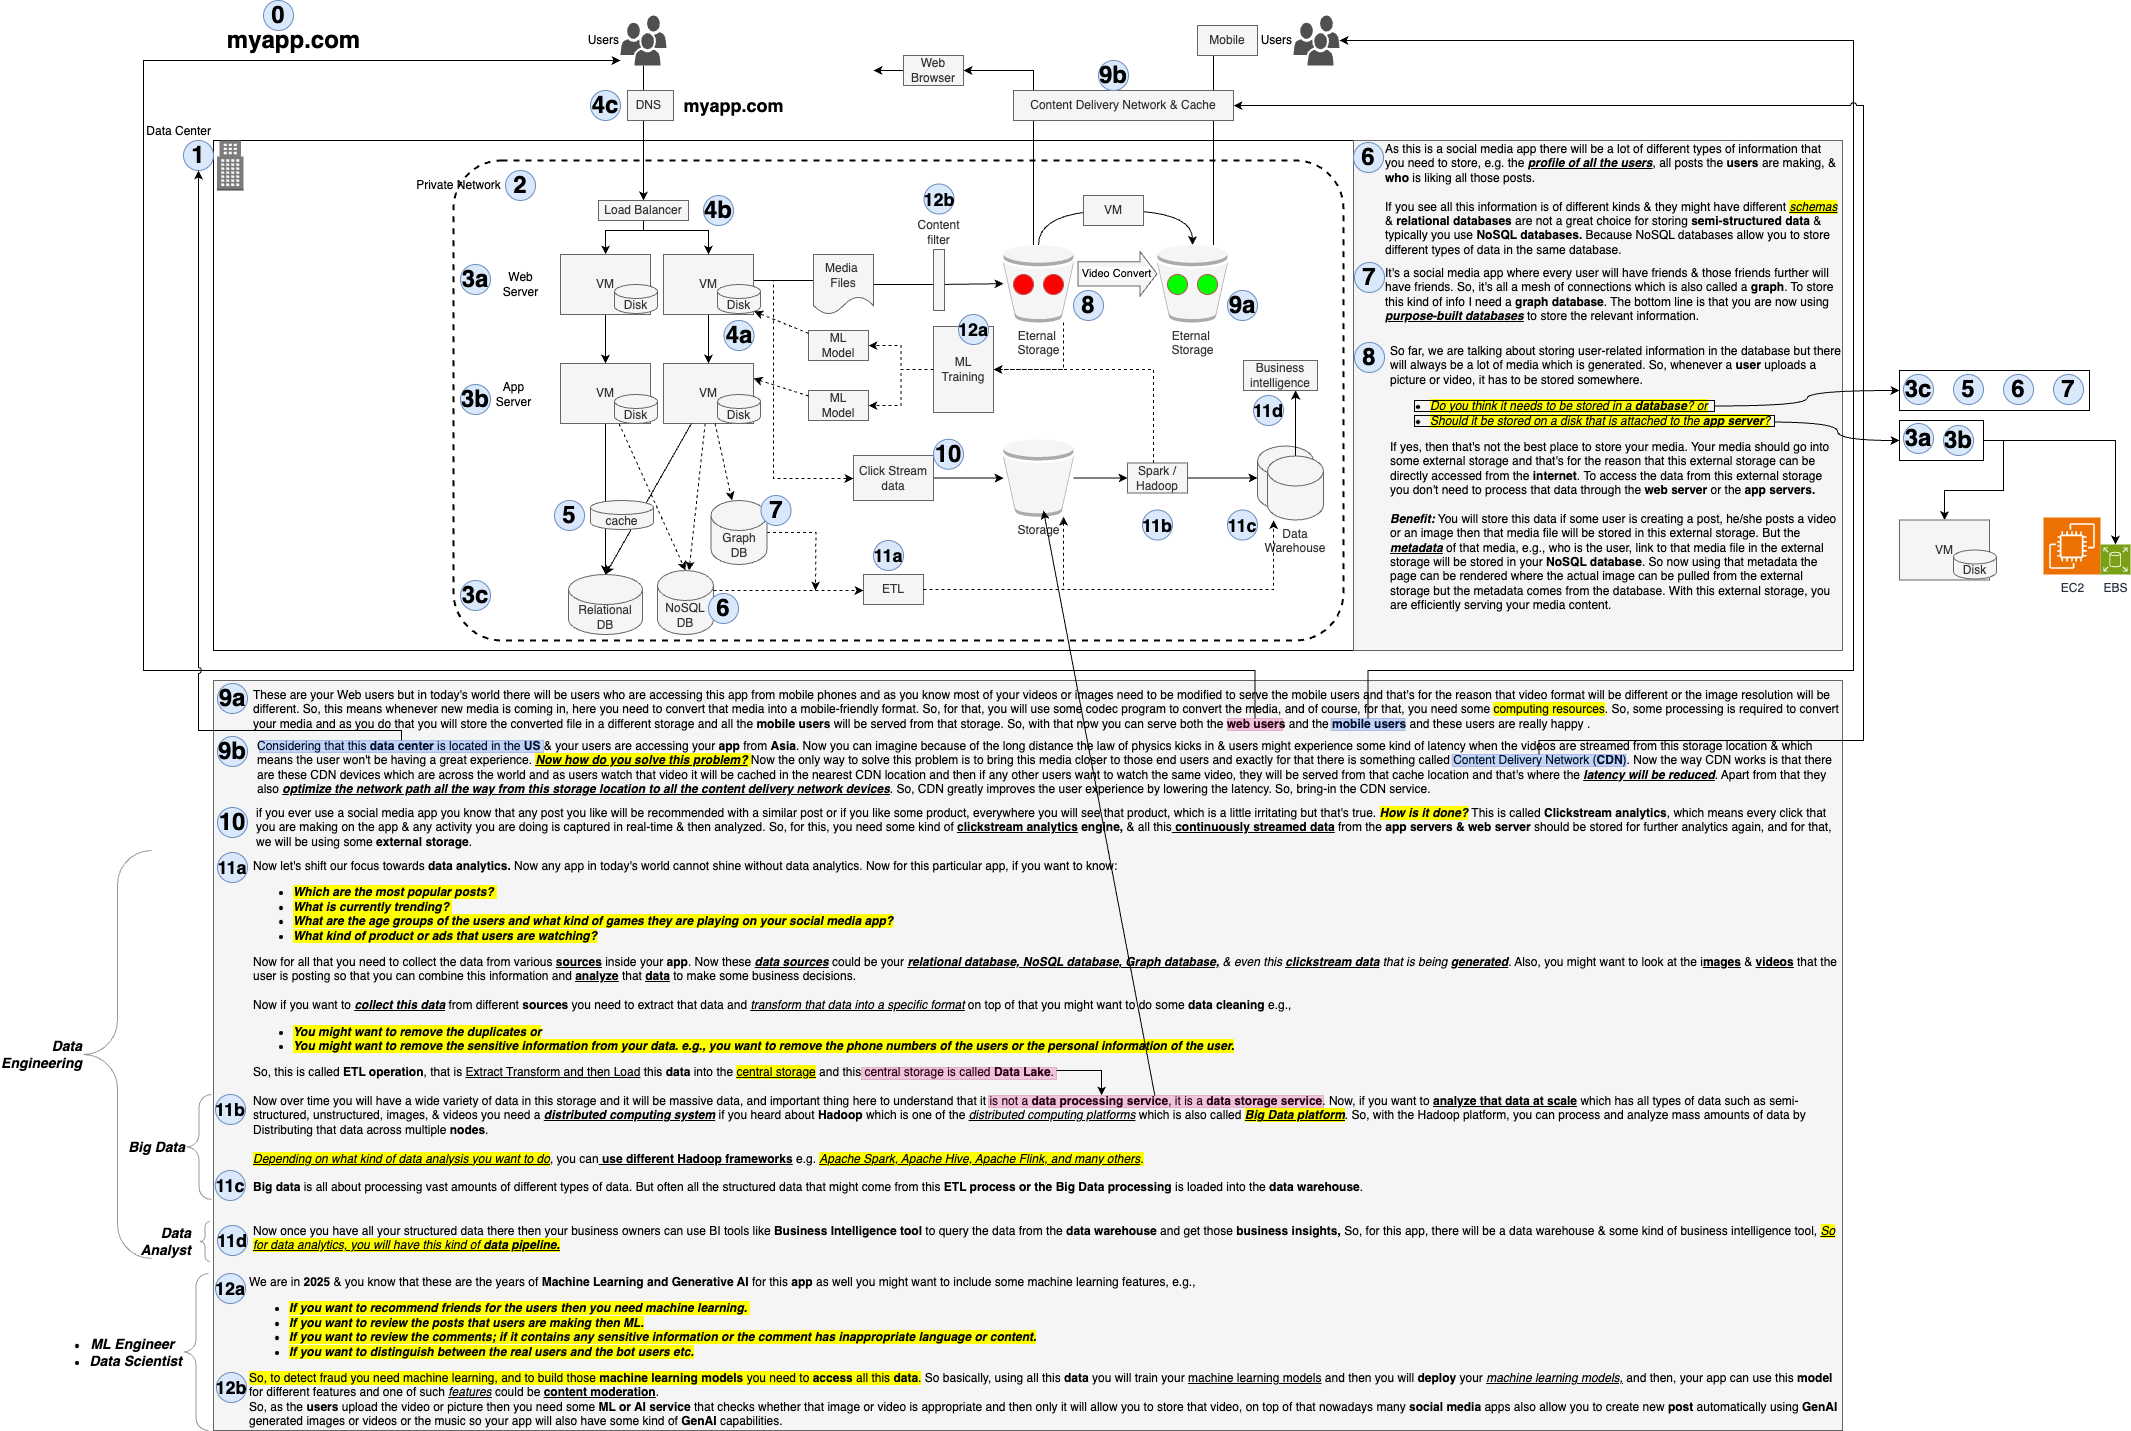 0
myapp.com
Users
Mobile
Users
Web
Browser
9b
Content Delivery Network & Cache
4c
DNS
myapp.com
Data Center
1
Private Network
2
Load Balancer
4b
12b
Content
filter
VM
3a
Web
Server
VM
Disk
VM
Disk
Media
Files
Video Convert
8
9a
4a
Eternal
Storage
Eternal
Storage
ML
Model
12a
ML
Training
3b
App
Server
VM
Disk
VM
Disk
ML
Model
Business
intelligence
11d
10
Click Stream
data
Spark /
Hadoop
5
cache
7
Graph
DB
Storage
11b
11c
Data
Warehouse
11a
ETL
3c
Relational
DB
NoSQL
DB
6
6
As this is a social media app there will be a lot of different types of information that
you need to store, e.g. the profile of all the users, all posts the users are making, &
who is liking all those posts.
If you see all this information is of different kinds & they might have different schemas
& relational databases are not a great choice for storing semi-structured data &
typically you use NoSQL databases. Because NoSQL databases allow you to store
different types of data in the same database.
7
It's a social media app where every user will have friends & those friends further will
have friends. So, it's all a mesh of connections which is also called a graph. To store
this kind of info I need a graph database. The bottom line is that you are now using
purpose-built databases to store the relevant information.
8
So far, we are talking about storing user-related information in the database but there
will always be a lot of media which is generated. So, whenever a user uploads a
picture or video, it has to be stored somewhere.
• Do you think it needs to be stored in a database? or
• Should it be stored on a disk that is attached to the app server?
If yes, then that's not the best place to store your media. Your media should go into
some external storage and that's for the reason that this external storage can be
directly accessed from the internet. To access the data from this external storage
you don't need to process that data through the web server or the app servers.
Benefit: You will store this data if some user is creating a post, he/she posts a video
or an image then that media file will be stored in this external storage. But the
metadata of that media, e.g., who is the user, link to that media file in the external
storage will be stored in your NoSQL database. So now using that metadata the
page can be rendered where the actual image can be pulled from the external
storage but the metadata comes from the database. With this external storage, you
are efficiently serving your media content.
3c 5 6 7
3a 3b
VM
Disk
EC2
EBS
9a
These are your Web users but in today's world there will be users who are accessing this app from mobile phones and as you know most of your videos or images need to be modified to serve the mobile users and that's for the reason that video format will be different or the image resolution will be
different. So, this means whenever new media is coming in, here you need to convert that media into a mobile-friendly format. So, for that, you will use some codec program to convert the media, and of course, for that, you need some computing resources. So, some processing is required to convert
your media and as you do that you will store the converted file in a different storage and all the mobile users will be served from that storage. So, with that now you can serve both the web users and the mobile users and these users are really happy .
9b
Considering that this data center is located in the US & your users are accessing your app from Asia. Now you can imagine because of the long distance the law of physics kicks in & users might experience some kind of latency when the videos are streamed from this storage location & which
means the user won't be having a great experience. Now how do you solve this problem? Now the only way to solve this problem is to bring this media closer to those end users and exactly for that there is something called Content Delivery Network (CDN). Now the way CDN works is that there
are these CDN devices which are across the world and as users watch that video it will be cached in the nearest CDN location and then if any other users want to watch the same video, they will be served from that cache location and that's where the latency will be reduced. Apart from that they
also optimize the network path all the way from this storage location to all the content delivery network devices. So, CDN greatly improves the user experience by lowering the latency. So, bring-in the CDN service.
10
if you ever use a social media app you know that any post you like will be recommended with a similar post or if you like some product, everywhere you will see that product, which is a little irritating but that's true. How is it done? This is called Clickstream analytics, which means every click that
you are making on the app & any activity you are doing is captured in real-time & then analyzed. So, for this, you need some kind of clickstream analytics engine, & all this continuously streamed data from the app servers & web server should be stored for further analytics again, and for that,
we will be using some external storage.
11a
Now let's shift our focus towards data analytics. Now any app in today's world cannot shine without data analytics. Now for this particular app, if you want to know:
• Which are the most popular posts?
• What is currently trending?
• What are the age groups of the users and what kind of games they are playing on your social media app?
• What kind of product or ads that users are watching?
Now for all that you need to collect the data from various sources inside your app. Now these data sources could be your relational database, NoSQL database, Graph database, & even this clickstream data that is being generated. Also, you might want to look at the images & videos that the
user is posting so that you can combine this information and analyze that data to make some business decisions.
Now if you want to collect this data from different sources you need to extract that data and transform that data into a specific format on top of that you might want to do some data cleaning e.g.,
• You might want to remove the duplicates or
• You might want to remove the sensitive information from your data. e.g., you want to remove the phone numbers of the users or the personal information of the user.
Data
Engineering
So, this is called ETL operation, that is Extract Transform and then Load this data into the central storage and this central storage is called Data Lake.
11b
Now over time you will have a wide variety of data in this storage and it will be massive data, and important thing here to understand that it is not a data processing service, it is a data storage service. Now, if you want to analyze that data at scale which has all types of data such as semi-
structured, unstructured, images, & videos you need a distributed computing system if you heard about Hadoop which is one of the distributed computing platforms which is also called Big Data platform. So, with the Hadoop platform, you can process and analyze mass amounts of data by
Distributing that data across multiple nodes.
Big Data
Depending on what kind of data analysis you want to do, you can use different Hadoop frameworks e.g. Apache Spark, Apache Hive, Apache Flink, and many others.
11c
Big data is all about processing vast amounts of different types of data. But often all the structured data that might come from this ETL process or the Big Data processing is loaded into the data warehouse.
Data
Analyst
11d
Now once you have all your structured data there then your business owners can use BI tools like Business Intelligence tool to query the data from the data warehouse and get those business insights, So, for this app, there will be a data warehouse & some kind of business intelligence tool, So
for data analytics, you will have this kind of data pipeline.
12a
We are in 2025 & you know that these are the years of Machine Learning and Generative AI for this app as well you might want to include some machine learning features, e.g.,
• If you want to recommend friends for the users then you need machine learning.
• If you want to review the posts that users are making then ML.
• If you want to review the comments; if it contains any sensitive information or the comment has inappropriate language or content.
• If you want to distinguish between the real users and the bot users etc.
• ML Engineer
• Data Scientist
12b
So, to detect fraud you need machine learning, and to build those machine learning models you need to access all this data. So basically, using all this data you will train your machine learning models and then you will deploy your machine learning models, and then, your app can use this model
for different features and one of such features could be content moderation.
So, as the users upload the video or picture then you need some ML or AI service that checks whether that image or video is appropriate and then only it will allow you to store that video, on top of that nowadays many social media apps also allow you to create new post automatically using GenAI
generated images or videos or the music so your app will also have some kind of GenAI capabilities.